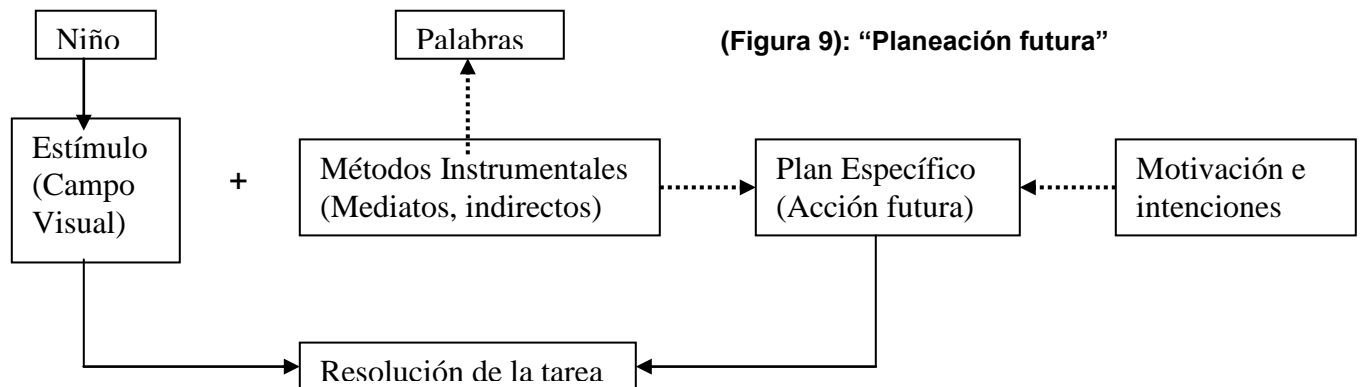 Niño
Palabras
(Figura 9): “Planeación futura”
Estímulo
(Campo
Visual)
+
Métodos Instrumentales
(Mediatos, indirectos)
Plan Específico
(Acción futura)
Motivación e
intenciones
Resolución de la tarea